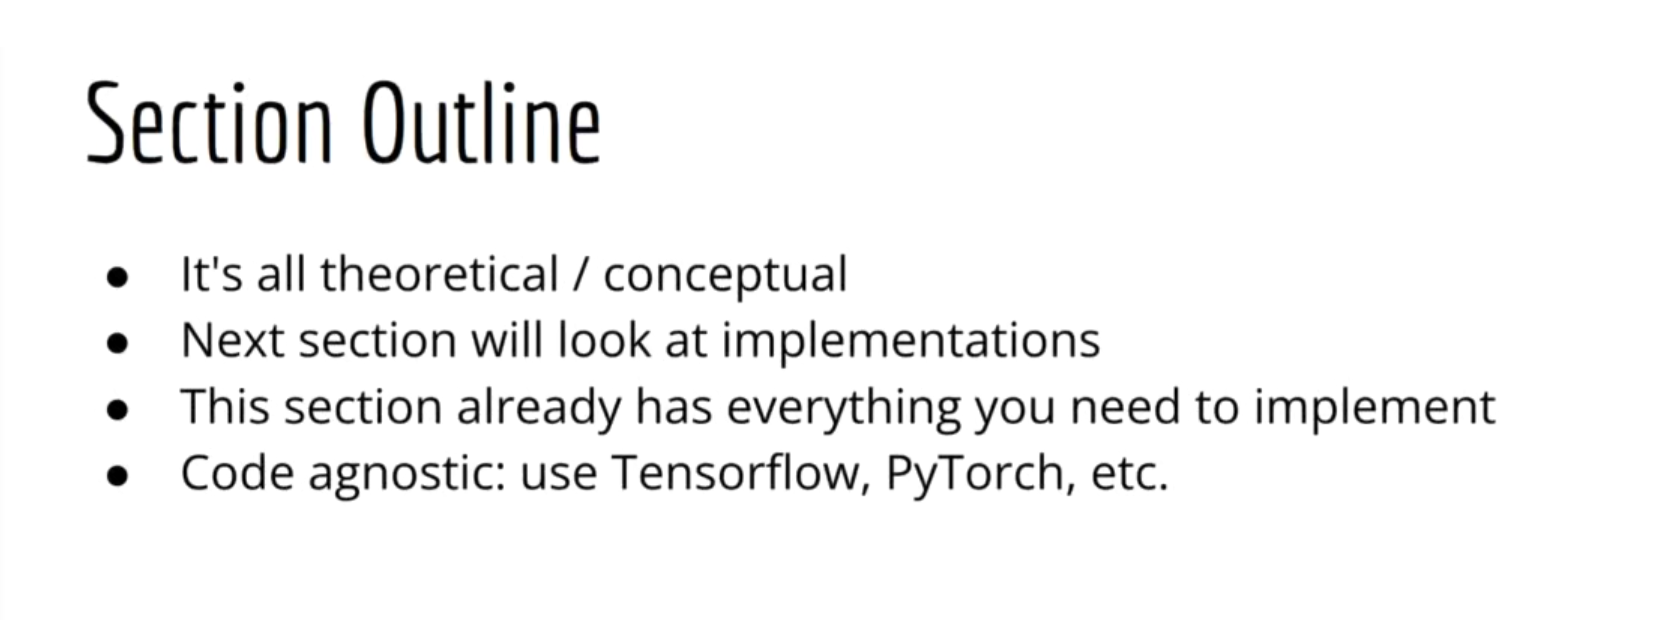 Section Outline
● It's all theoretical / conceptual
● Next section will look at implementations
● This section already has everything you need to implement
● Code agnostic: use Tensorflow, PyTorch, etc.